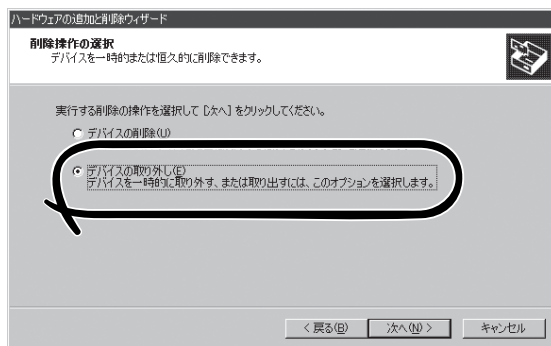 ハードウェアの追加と削除ウィザード
削除操作の選択
デバイスを一時的または恒久的に削除できます。
実行する削除の操作を選択して [次へ] をクリックしてください。
デバイスの削除(U)
デバイスの取り外し(E)
デバイスを一時的に取り外す、または取り出すには、このオプションを選択します。
< 戻る(B)
次へ(N) >
キャンセル